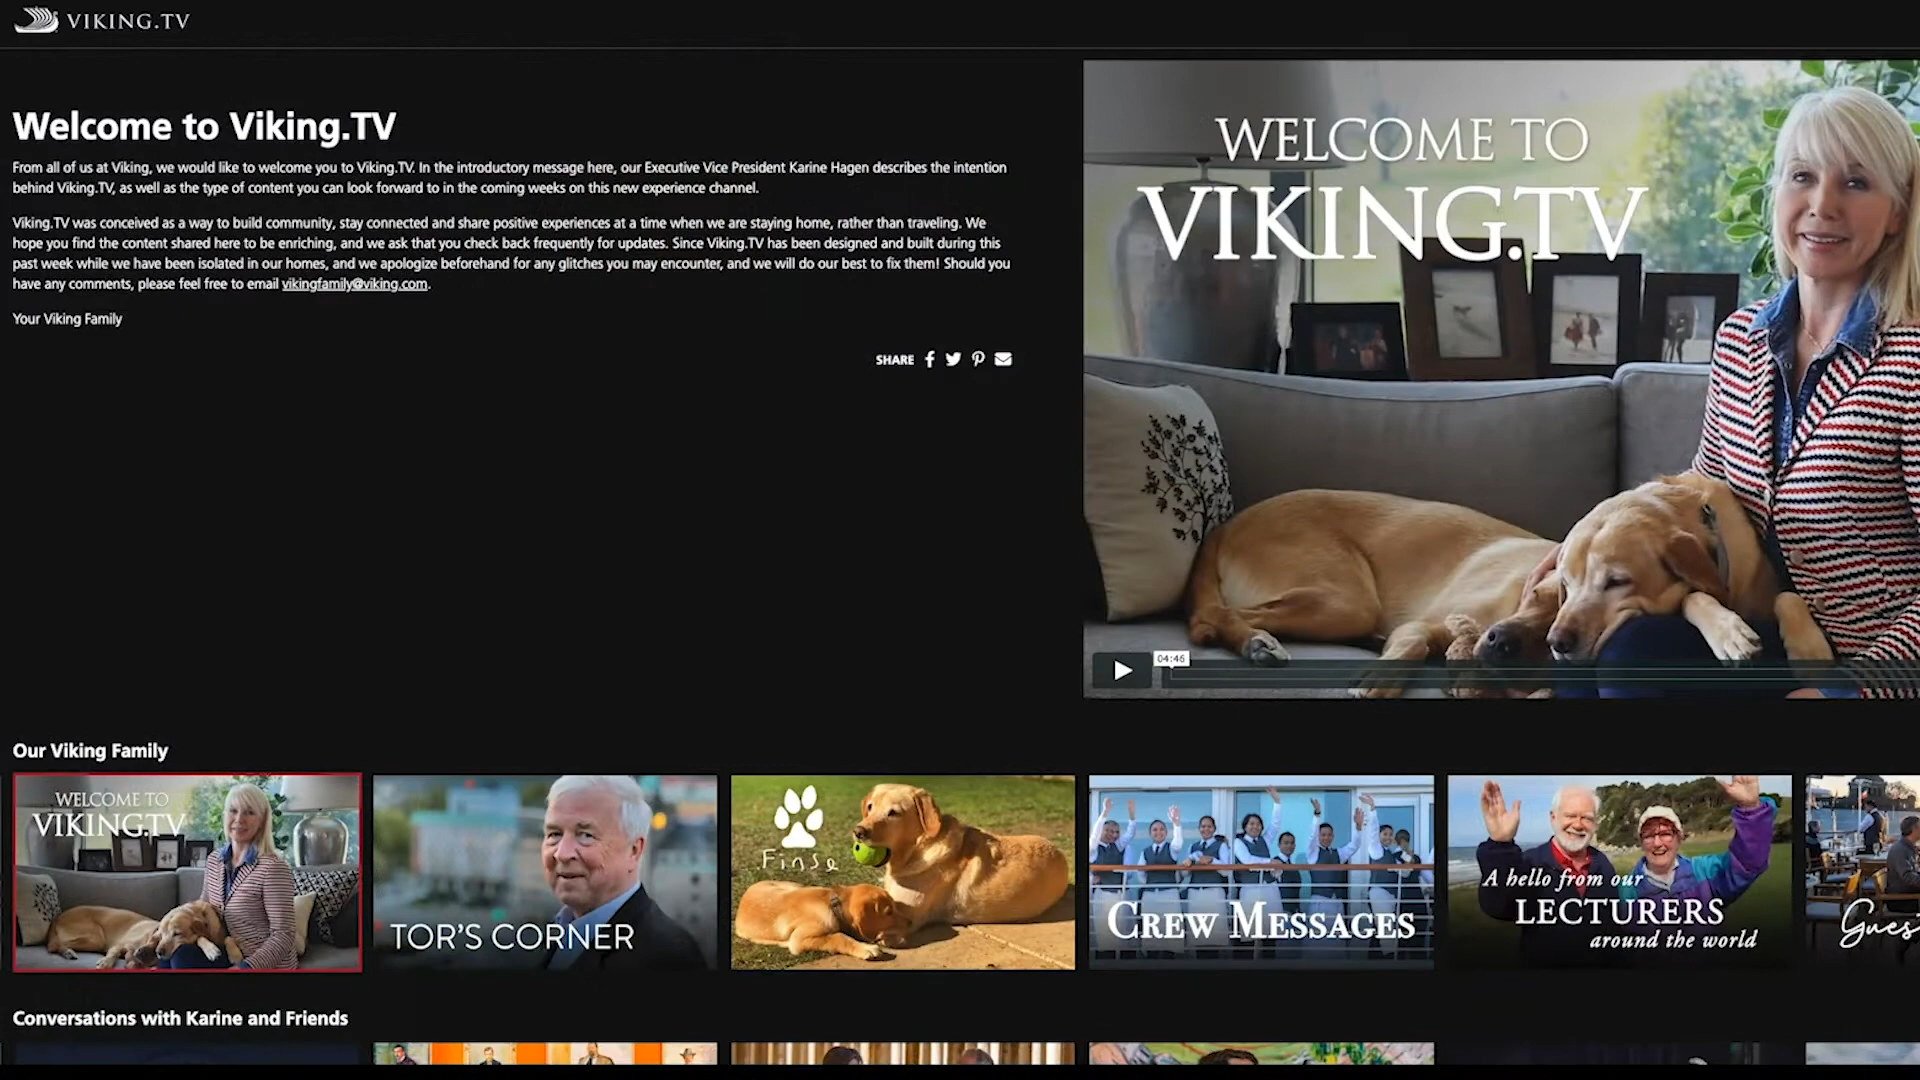 VIKING.TV
Welcome to Viking.TV
From all of us at Viking, we would like to welcome you to Viking.TV. In the introductory message here, our Executive Vice President Karine Hagen describes the intention
behind Viking.TV, as well as the type of content you can look forward to in the coming weeks on this new experience channel.
Viking.TV was conceived as a way to build community, stay connected and share positive experiences at a time when we are staying home, rather than traveling. We
hope you find the content shared here to be enriching, and we ask that you check back frequently for updates. Since Viking.TV has been designed and built during this
past week while we have been isolated in our homes, and we apologize beforehand for any glitches you may encounter, and we will do our best to fix them! Should you
have any comments, please feel free to email vikingfamily@viking.com.
Your Viking Family
SHARE
WELCOME TO
VIKING.TV
04:46
Our Viking Family
WELCOME TO
VIKING.TV
TOR'S CORNER
Finse
CREW MESSAGES
A hello from our
LECTURERS
around the world
Conversations with Karine and Friends